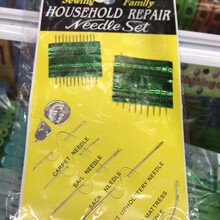 Sewing Family
HOUSEHOLD REPAIR
Needle Set
CARPET NEEDLE
SAIL NEEDLE
SACK NEEDLE
UPHOLSTERY NEEDLE
MATTRESS